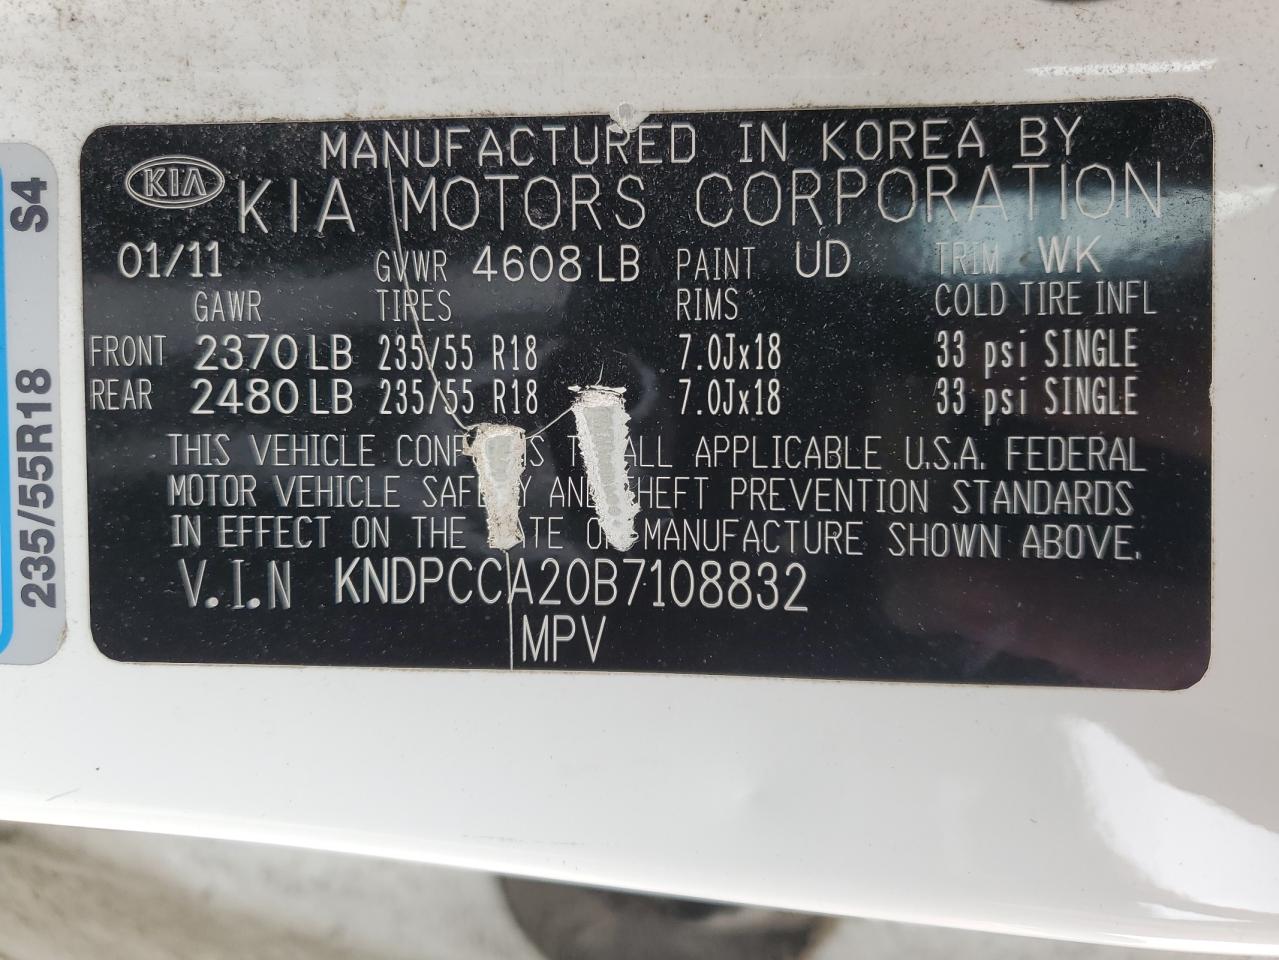 MANUFACTURED IN KOREA BY
KIA KIA MOTORS CORPORATION
01/11 GVWR 4608 LB PAINT UD TRIM WK
GAWR TIRES RIMS COLD TIRE INFL
FRONT 2370 LB 235/55 R18 7.0Jx18 33 psi SINGLE
REAR 2480 LB 235/55 R18 7.0Jx18 33 psi SINGLE
THIS VEHICLE ALL APPLICABLE U.S.A. FEDERAL
MOTOR VEHICLE PREVENTION STANDARDS
IN EFFECT ON THE MANUFACTURE SHOWN ABOVE.
V.I.N KNDPCCA20B7108832
MPV
235/55R18 S4